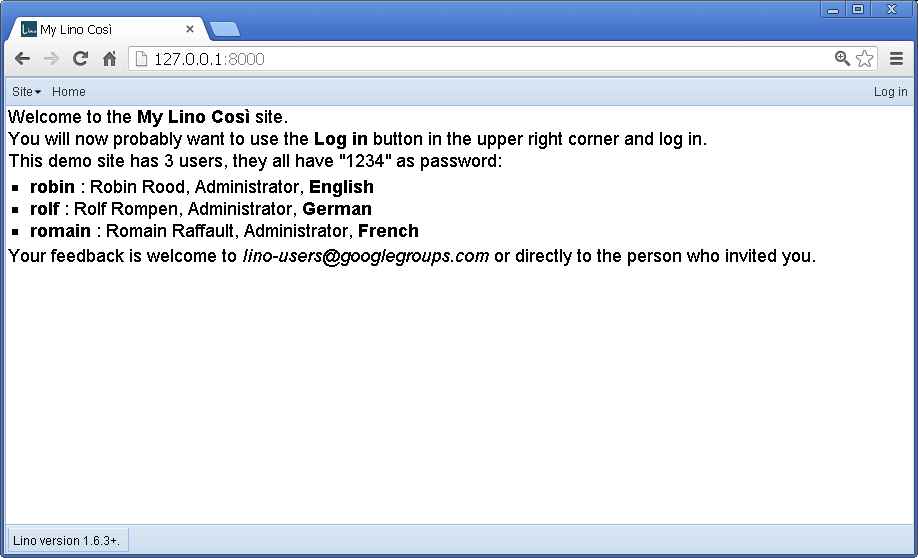 My Lino Così
127.0.0.1:8000
Site Home Log in
Welcome to the My Lino Così site.
You will now probably want to use the Log in button in the upper right corner and log in.
This demo site has 3 users, they all have "1234" as password:
robin : Robin Rood, Administrator, English
rolf : Rolf Rompen, Administrator, German
romain : Romain Raffault, Administrator, French
Your feedback is welcome to lino-users@googlegroups.com or directly to the person who invited you.
Lino version 1.6.3+.